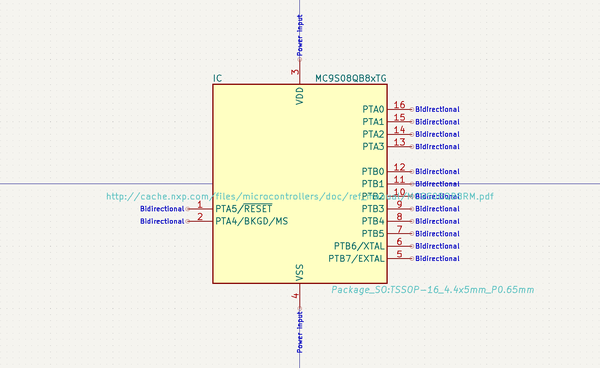 Power Input
3
IC
MC9S08QB8xTG
VDD
PTA0 16 Bidirectional
PTA1 15 Bidirectional
PTA2 14 Bidirectional
PTA3 13 Bidirectional
PTB0 12 Bidirectional
PTB1 11 Bidirectional
PTB2 10 Bidirectional
http://cache.nxp.com/files/microcontrollers/doc/ref
RM.pdf
Bidirectional 1 PTA5/RESET
PTB3 9 Bidirectional
Bidirectional 2 PTA4/BKGD/MS
PTB4 8 Bidirectional
PTB5 7 Bidirectional
PTB6/XTAL 6 Bidirectional
PTB7/EXTAL 5 Bidirectional
VSS
4
Package_SO:TSSOP-16_4.4x5mm_P0.65mm
Power Input